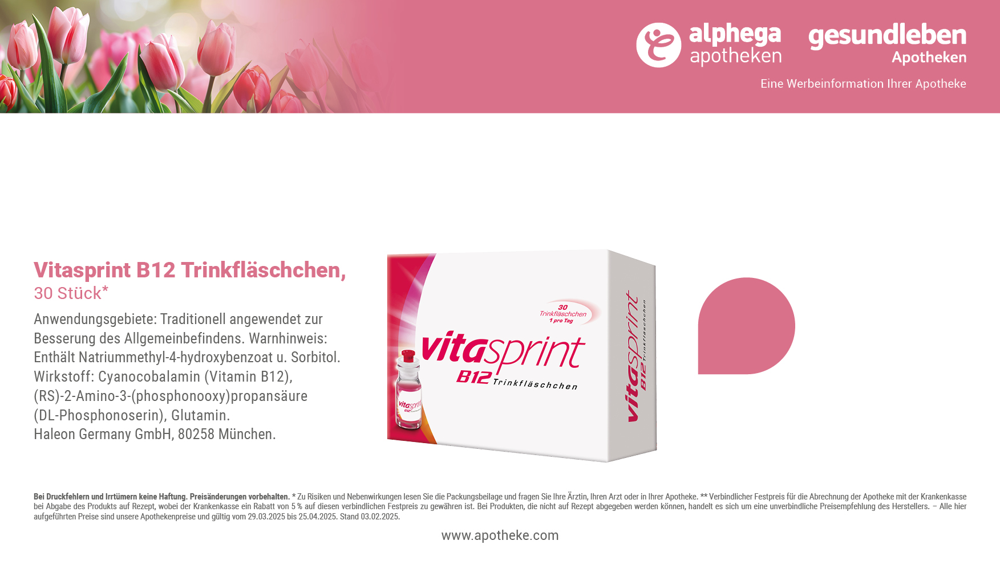 alphega
apotheken
gesundleben
Apotheken
Eine Werbeinformation Ihrer Apotheke
Vitasprint B12 Trinkfläschchen,
30 Stück*
Anwendungsgebiete: Traditionell angewendet zur
Besserung des Allgemeinbefindens. Warnhinweis:
Enthält Natriummethyl-4-hydroxybenzoat u. Sorbitol.
Wirkstoff: Cyanocobalamin (Vitamin B12),
(RS)-2-Amino-3-(phosphonooxy)propansäure
(DL-Phosphonoserin), Glutamin.
Haleon Germany GmbH, 80258 München.
30
Trinkfläschchen
1 pro Tag
vitasprint
B12 Trinkfläschchen
vitasprint
B12
vitasprint
B12 Trinkfläschchen
Bei Druckfehlern und Irrtümern keine Haftung. Preisänderungen vorbehalten. * Zu Risiken und Nebenwirkungen lesen Sie die Packungsbeilage und fragen Sie Ihre Ärztin, Ihren Arzt oder in Ihrer Apotheke. ** Verbindlicher Festpreis für die Abrechnung der Apotheke mit der Krankenkasse
bei Abgabe des Produkts auf Rezept, wobei der Krankenkasse ein Rabatt von 5 % auf diesen verbindlichen Festpreis zu gewähren ist. Bei Produkten, die nicht auf Rezept abgegeben werden können, handelt es sich um eine unverbindliche Preisempfehlung des Herstellers. – Alle hier
aufgeführten Preise sind unsere Apothekenpreise und gültig vom 29.03.2025 bis 25.04.2025. Stand 03.02.2025.
www.apotheke.com